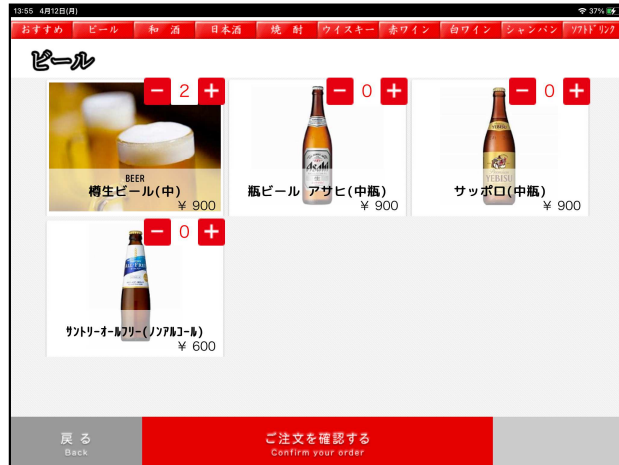 13:55 4月12日(月)
37%
おすすめ ビール 和 酒 日本酒 焼 酎 ウイスキー 赤ワイン 白ワイン シャンパン ソフトドリンク
ビール
− 2 +
− 0 +
− 0 +
BEER
樽生ビール(中)
¥ 900
Asahi
瓶ビール アサヒ(中瓶)
¥ 900
YEBISU
サッポロ(中瓶)
¥ 900
− 0 +
サントリーオールフリー(ノンアルコール)
¥ 600
戻 る
Back
ご注文を確認する
Confirm your order